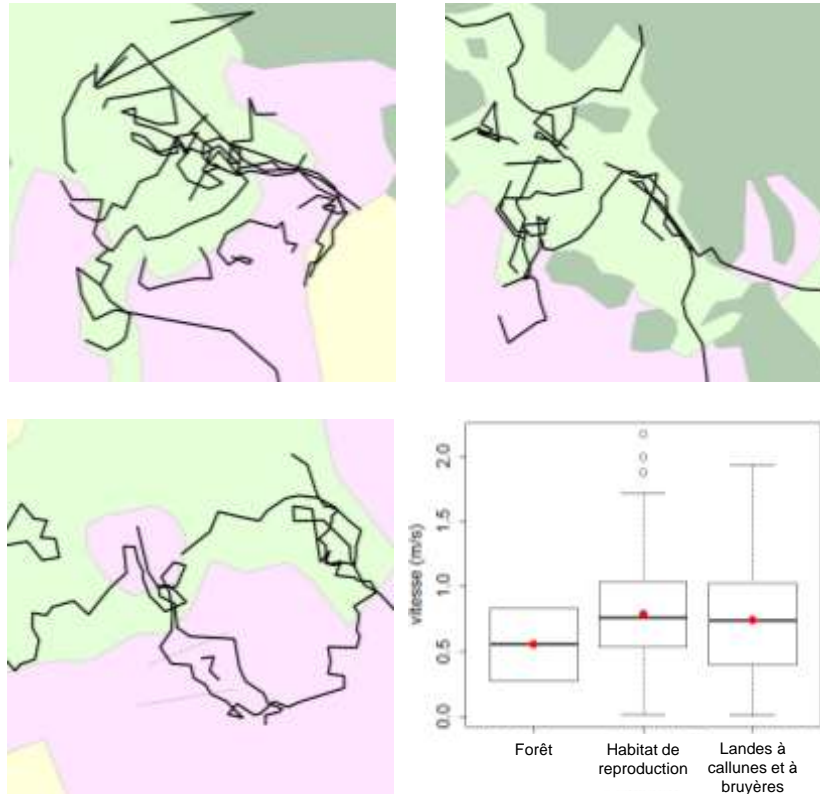 vitesse (m/s)
2.0
1.5
1.0
0.5
0.0
Forêt
Habitat de
reproduction
Landes à
callunes et à
bruyères